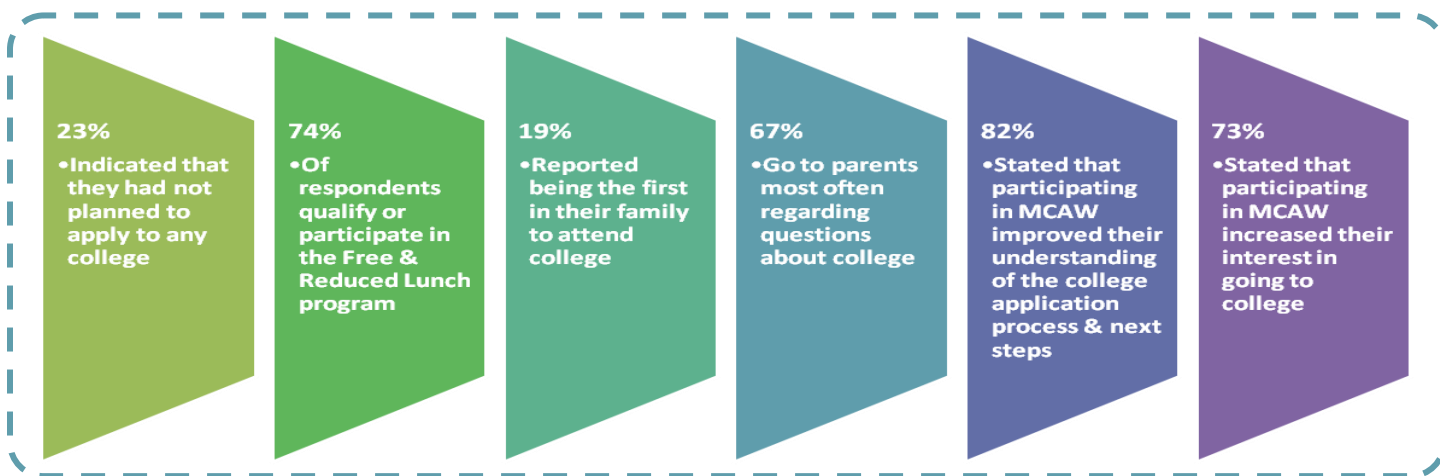 23%
•Indicated that
they had not
planned to
apply to any
college
74%
•Of
respondents
qualify or
participate in
the Free &
Reduced Lunch
program
19%
•Reported
being the first
in their family
to attend
college
67%
•Go to parents
most often
regarding
questions
about college
82%
•Stated that
participating
in MCAW
improved their
understanding
of the college
application
process & next
steps
73%
•Stated that
participating
in MCAW
increased their
interest in
going to
college